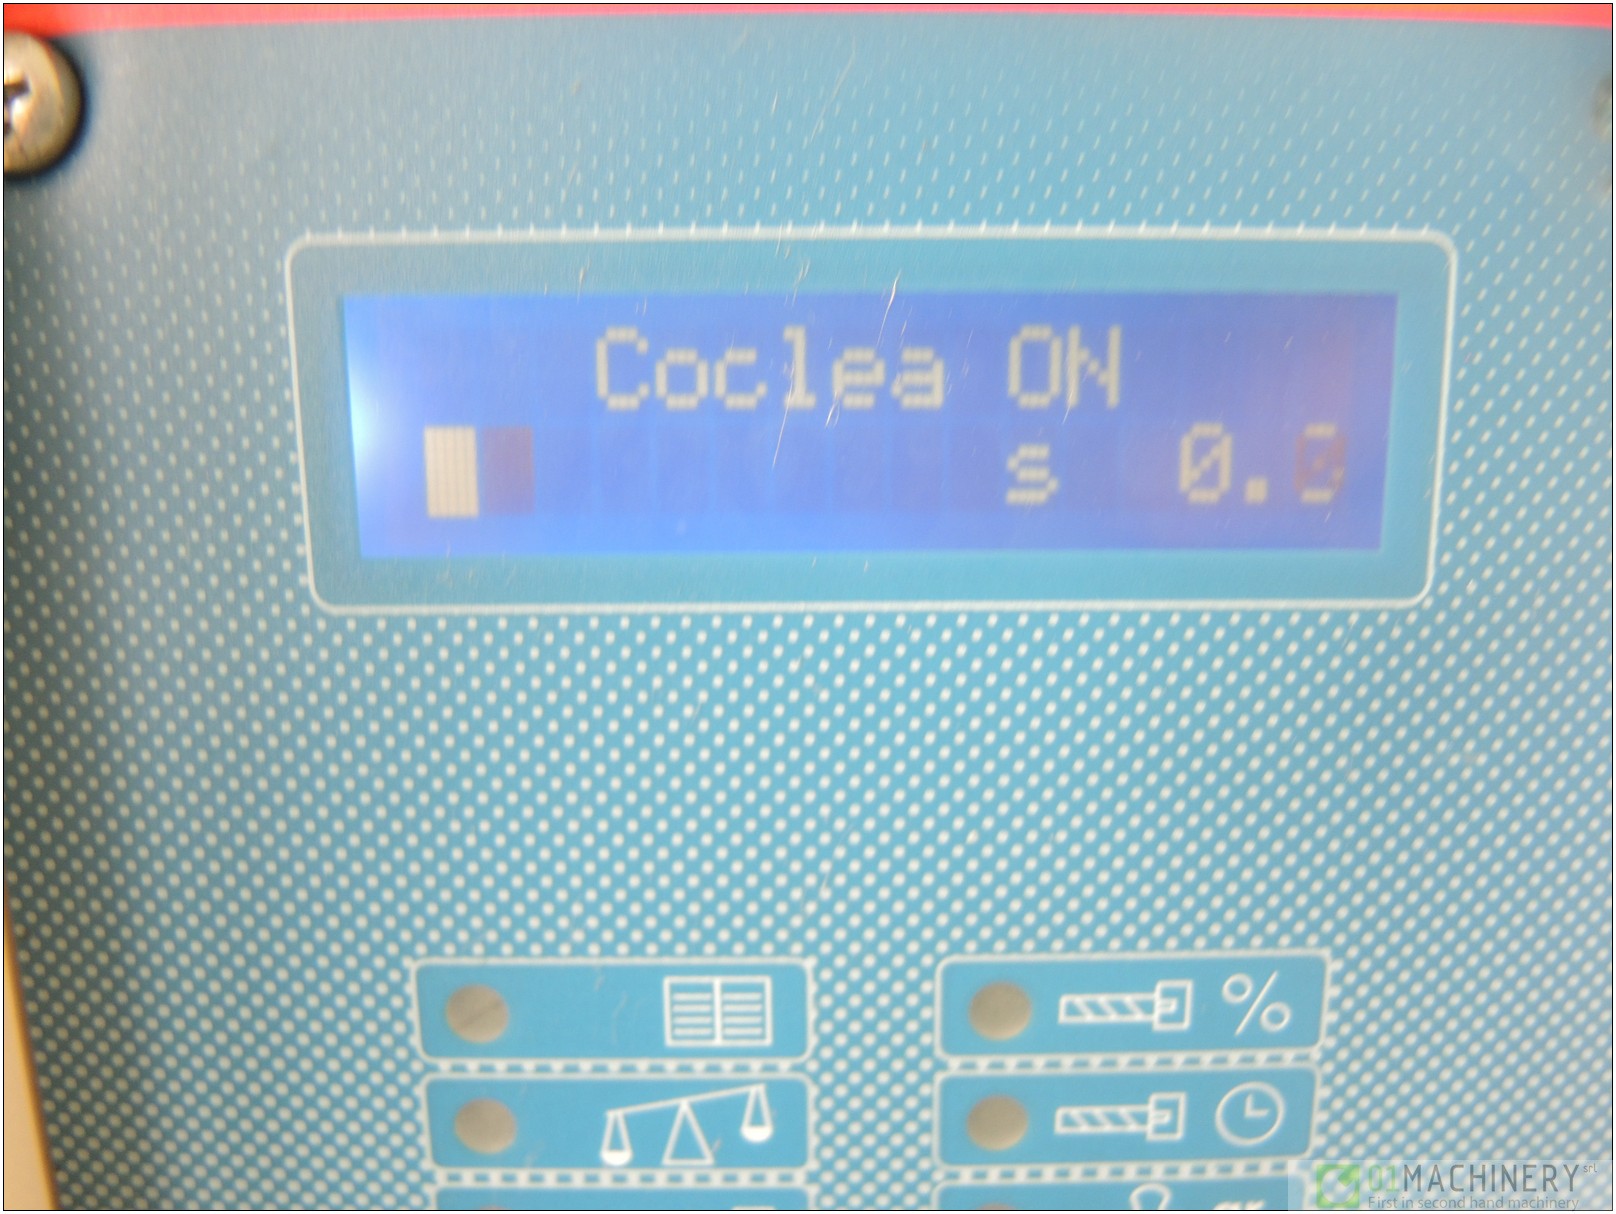 Coclea ON
s 0.0
%
01MACHINERY srl
First in second hand machinery